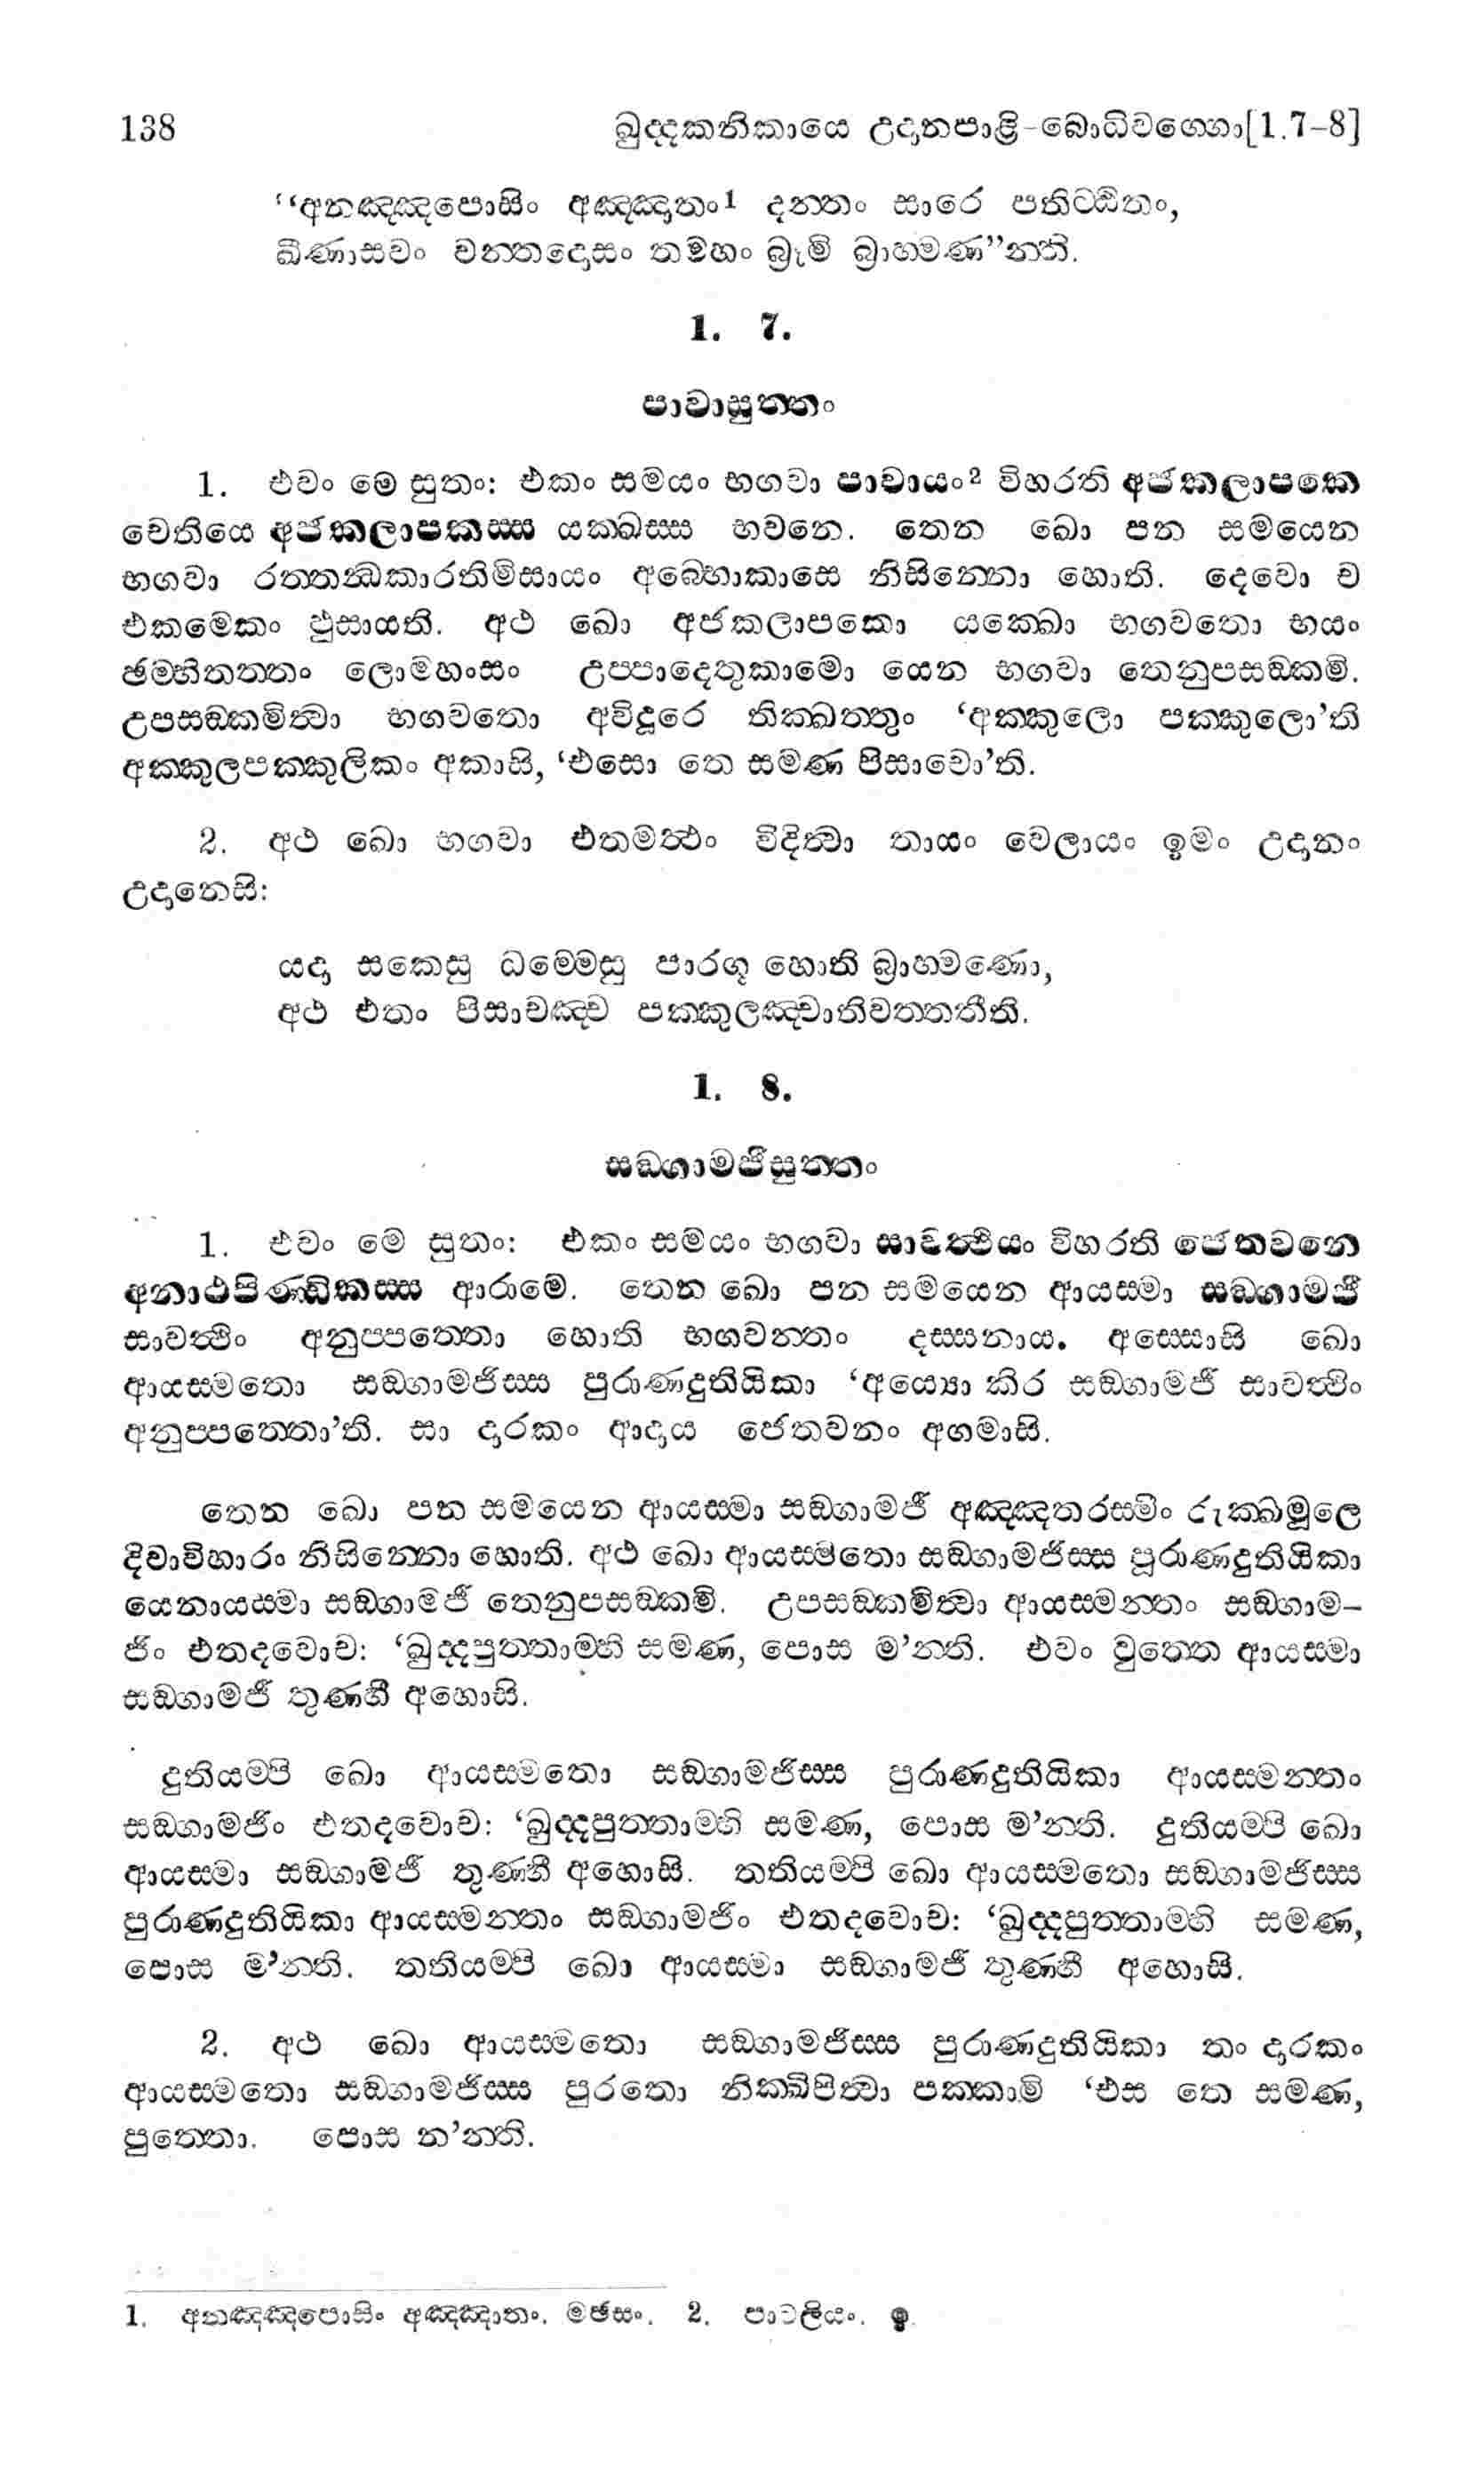 138 ඛුද්දකනිකායෙ උදානපාළි-බොධිවග්ගො[1.7–8]
‘‘අනඤ්ඤපොසිං අඤ්ඤාතං1 දන්තං සාරෙ පතිට්ඨිතං,
ඛීණාසවං වන්තදොසං තමහං බ්‍රූමි බ්‍රාහ්මණ”න්ති.
1. 7.
පාවාසුත්තං
1. එවං මෙ සුතං: එකං සමයං භගවා පාවායං2 විහරති අජකලාපකෙ
චෙතියෙ අජකලාපකස්ස යක්ඛස්ස භවනෙ. තෙන ඛො පන සමයෙන
භගවා රත්තන්ධකාරතිමිසායං අබ්භොකාසෙ නිසින්නො හොති. දෙවො ච
එකමෙකං ඵුසායති. අථ ඛො අජකලාපකො යක්ඛො භගවතො භයං
ඡම්භිතත්තං ලොමහංසං උප්පාදෙතුකාමො යෙන භගවා තෙනුපසඞ්කමි.
උපසඞ්කමිත්වා භගවතො අවිදූරෙ තික්ඛත්තුං ‘අක්කුලො පක්කුලො’ති
අක්කුලපක්කුලිකං අකාසි, ‘එසො තෙ සමණ පිසාචො’ති.
2. අථ ඛො භගවා එතමත්ථං විදිත්වා තායං වෙලායං ඉමං උදානං
උදානෙසි:
යදා සකෙසු ධම්මෙසු පාරගූ හොති බ්‍රාහ්මණො,
අථ එතං පිසාචඤ්ච පක්කුලඤ්චාතිවත්තතීති.
1. 8.
සඞ්ගාමජිසුත්තං
1. එවං මෙ සුතං: එකං සමයං භගවා සාවත්ථියං විහරති ජෙතවනෙ
අනාථපිණ්ඩිකස්ස ආරාමෙ. තෙන ඛො පන සමයෙන ආයස්මා සඞ්ගාමජි
සාවත්ථිං අනුප්පත්තො හොති භගවන්තං දස්සනාය. අස්සොසි ඛො
ආයස්මතො සඞ්ගාමජිස්ස පුරාණදුතියිකා ‘අය්‍යො කිර සඞ්ගාමජි සාවත්ථිං
අනුප්පත්තො’ති. සා දාරකං ආදාය ජෙතවනං අගමාසි.
තෙන ඛො පන සමයෙන ආයස්මා සඞ්ගාමජි අඤ්ඤතරස්මිං රුක්ඛමූලෙ
දිවාවිහාරං නිසින්නො හොති. අථ ඛො ආයස්මතො සඞ්ගාමජිස්ස පුරාණදුතියිකා
යෙනායස්මා සඞ්ගාමජි තෙනුපසඞ්කමි. උපසඞ්කමිත්වා ආයස්මන්තං සඞ්ගාම–
ජිං එතදවොච: ‘ඛුද්දපුත්තාම්හි සමණ, පොස ම’න්ති. එවං වුත්තෙ ආයස්මා
සඞ්ගාමජි තුණ්හී අහොසි.
දුතියම්පි ඛො ආයස්මතො සඞ්ගාමජිස්ස පුරාණදුතියිකා ආයස්මන්තං
සඞ්ගාමජිං එතදවොච: ‘ඛුද්දපුත්තාම්හි සමණ, පොස ම’න්ති. දුතියම්පි ඛො
ආයස්මා සඞ්ගාමජි තුණ්හී අහොසි. තතියම්පි ඛො ආයස්මතො සඞ්ගාමජිස්ස
පුරාණදුතියිකා ආයස්මන්තං සඞ්ගාමජිං එතදවොච: ‘ඛුද්දපුත්තාම්හි සමණ,
පොස ම’න්ති. තතියම්පි ඛො ආයස්මා සඞ්ගාමජි තුණ්හී අහොසි.
2. අථ ඛො ආයස්මතො සඞ්ගාමජිස්ස පුරාණදුතියිකා තං දාරකං
ආයස්මතො සඞ්ගාමජිස්ස පුරතො නික්ඛිපිත්වා පක්කාමි ‘එස තෙ සමණ,
පුත්තො. පොස න’න්ති.
1. අනඤ්ඤපොසිං අඤ්ඤාතං. මඡසං. 2. පාටලියං. ඉ.